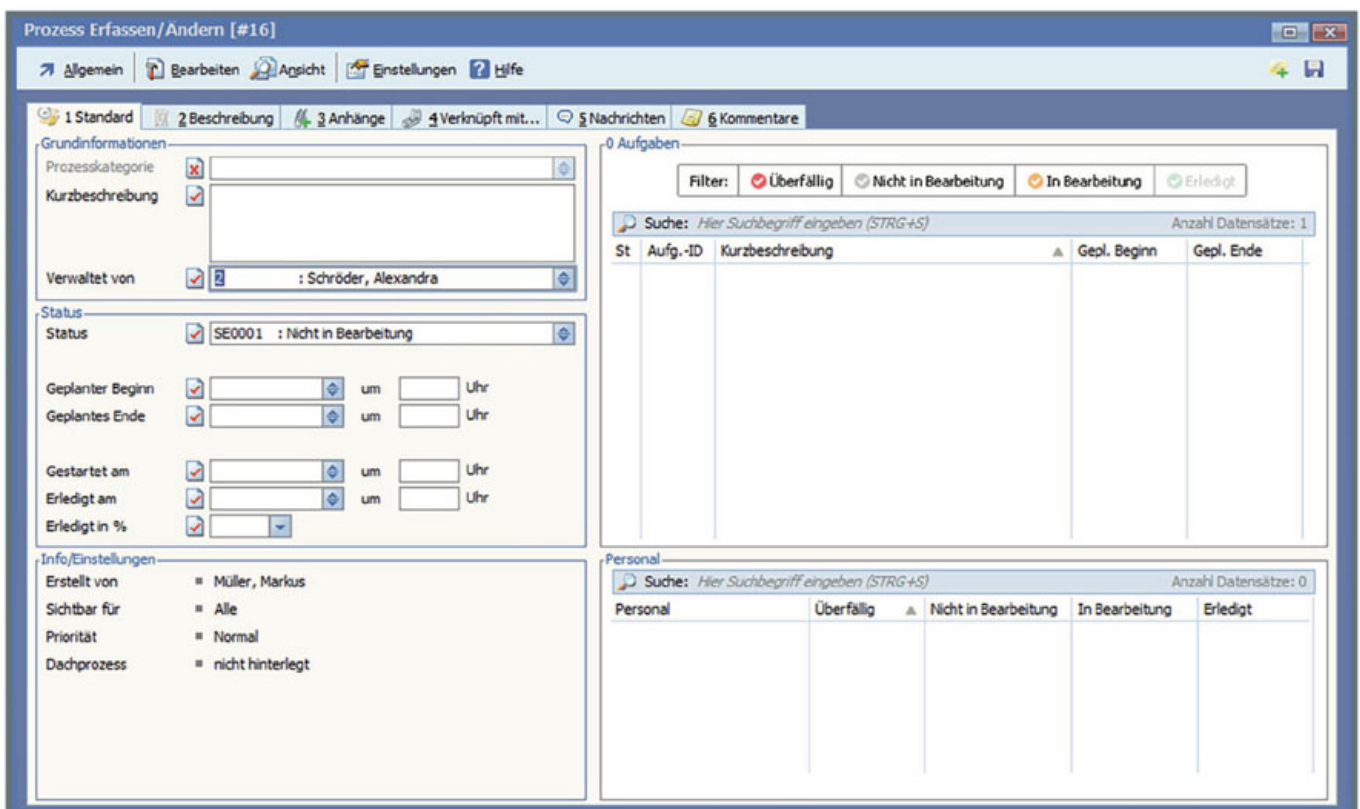 Prozess Erfassen/Ändern [#16]
Allgemein Bearbeiten Ansicht Einstellungen Hilfe
1 Standard 2 Beschreibung 3 Anhänge 4 Verknüpft mit... 5 Nachrichten 6 Kommentare
Grundinformationen
Prozesskategorie
Kurzbeschreibung
Verwaltet von 2 : Schröder, Alexandra
Status
Status SE0001 : Nicht in Bearbeitung
Geplanter Beginn um Uhr
Geplantes Ende um Uhr
Gestartet am um Uhr
Erledigt am um Uhr
Erledigt in %
Info/Einstellungen
Erstellt von Müller, Markus
Sichtbar für Alle
Priorität Normal
Dachprozess nicht hinterlegt
0 Aufgaben
Filter: Überfällig Nicht in Bearbeitung In Bearbeitung Erledigt
Suche: Hier Suchbegriff eingeben (STRG+S) Anzahl Datensätze: 1
St Aufg.-ID Kurzbeschreibung Gepl. Beginn Gepl. Ende
Personal
Suche: Hier Suchbegriff eingeben (STRG+S) Anzahl Datensätze: 0
Personal Überfällig Nicht in Bearbeitung In Bearbeitung Erledigt